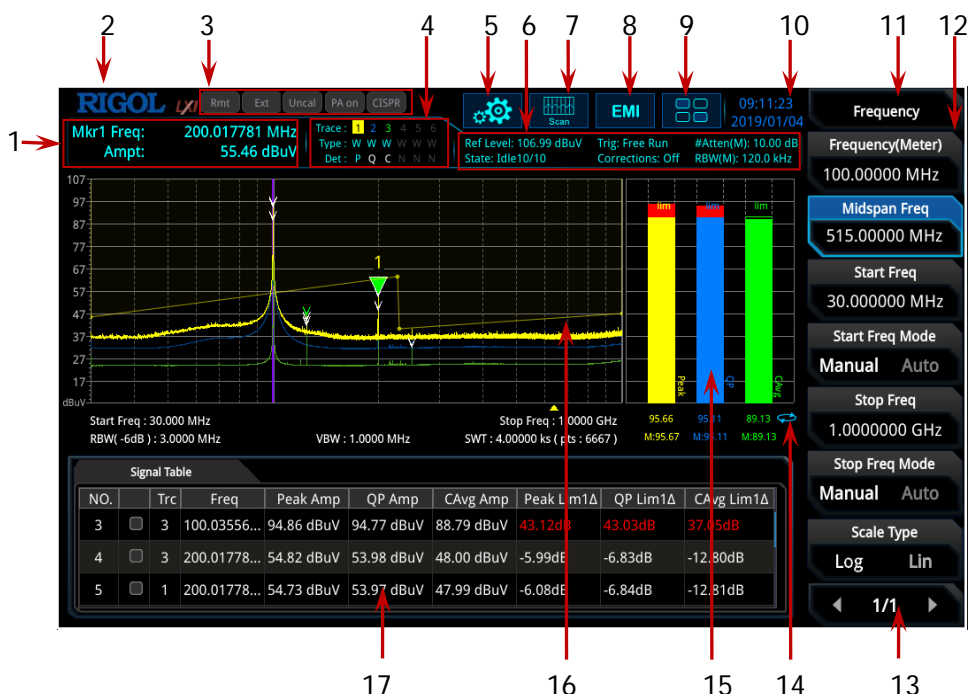 2 3 4 5 6 7 8 9 10 11 12
RIGOL LXI Rmt Ext Uncal PA on CISPR
Scan
EMI
09:11:23
2019/01/04
1
Mkr1 Freq: 200.017781 MHz
Ampt: 55.46 dBuV
Trace : 1 2 3 4 5 6
Type : W W W W W W
Det : P Q C N N N
Ref Level: 106.99 dBuV Trig: Free Run #Atten(M): 10.00 dB
State: Idle10/10 Corrections: Off RBW(M): 120.0 kHz
107
97
87
77
67
57
47
37
27
17
dBuV
1
lim lim lim
Peak QP CAvg
95.66 95.11 89.13
M:95.67 M:95.11 M:89.13
Start Freq : 30.000 MHz Stop Freq : 1.0000 GHz
RBW( -6dB ) : 3.0000 MHz VBW : 1.0000 MHz SWT : 4.00000 ks ( pts : 6667 )
Signal Table
NO. Trc Freq Peak Amp QP Amp CAvg Amp Peak Lim1Δ QP Lim1Δ CAvg Lim1Δ
3 3 100.03556... 94.86 dBuV 94.77 dBuV 88.79 dBuV 43.12dB 43.03dB 37.05dB
4 3 200.01778... 54.82 dBuV 53.98 dBuV 48.00 dBuV -5.99dB -6.83dB -12.80dB
5 1 200.01778... 54.73 dBuV 53.97 dBuV 47.99 dBuV -6.08dB -6.84dB -12.81dB
Frequency
Frequency(Meter)
100.00000 MHz
Midspan Freq
515.00000 MHz
Start Freq
30.000000 MHz
Start Freq Mode
Manual Auto
Stop Freq
1.0000000 GHz
Stop Freq Mode
Manual Auto
Scale Type
Log Lin
1/1
17 16 15 14 13